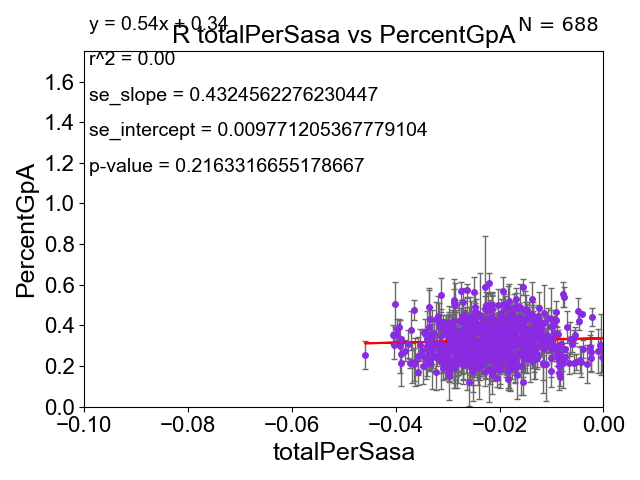 y = 0.54x + 0.34
N = 688
R totalPerSasa vs PercentGpA
r^2 = 0.00
se_slope = 0.4324562276230447
se_intercept = 0.009771205367779104
p-value = 0.2163316655178667
PercentGpA
1.6
1.4
1.2
1.0
0.8
0.6
0.4
0.2
0.0
−0.10
−0.08
−0.06
−0.04
−0.02
0.00
totalPerSasa